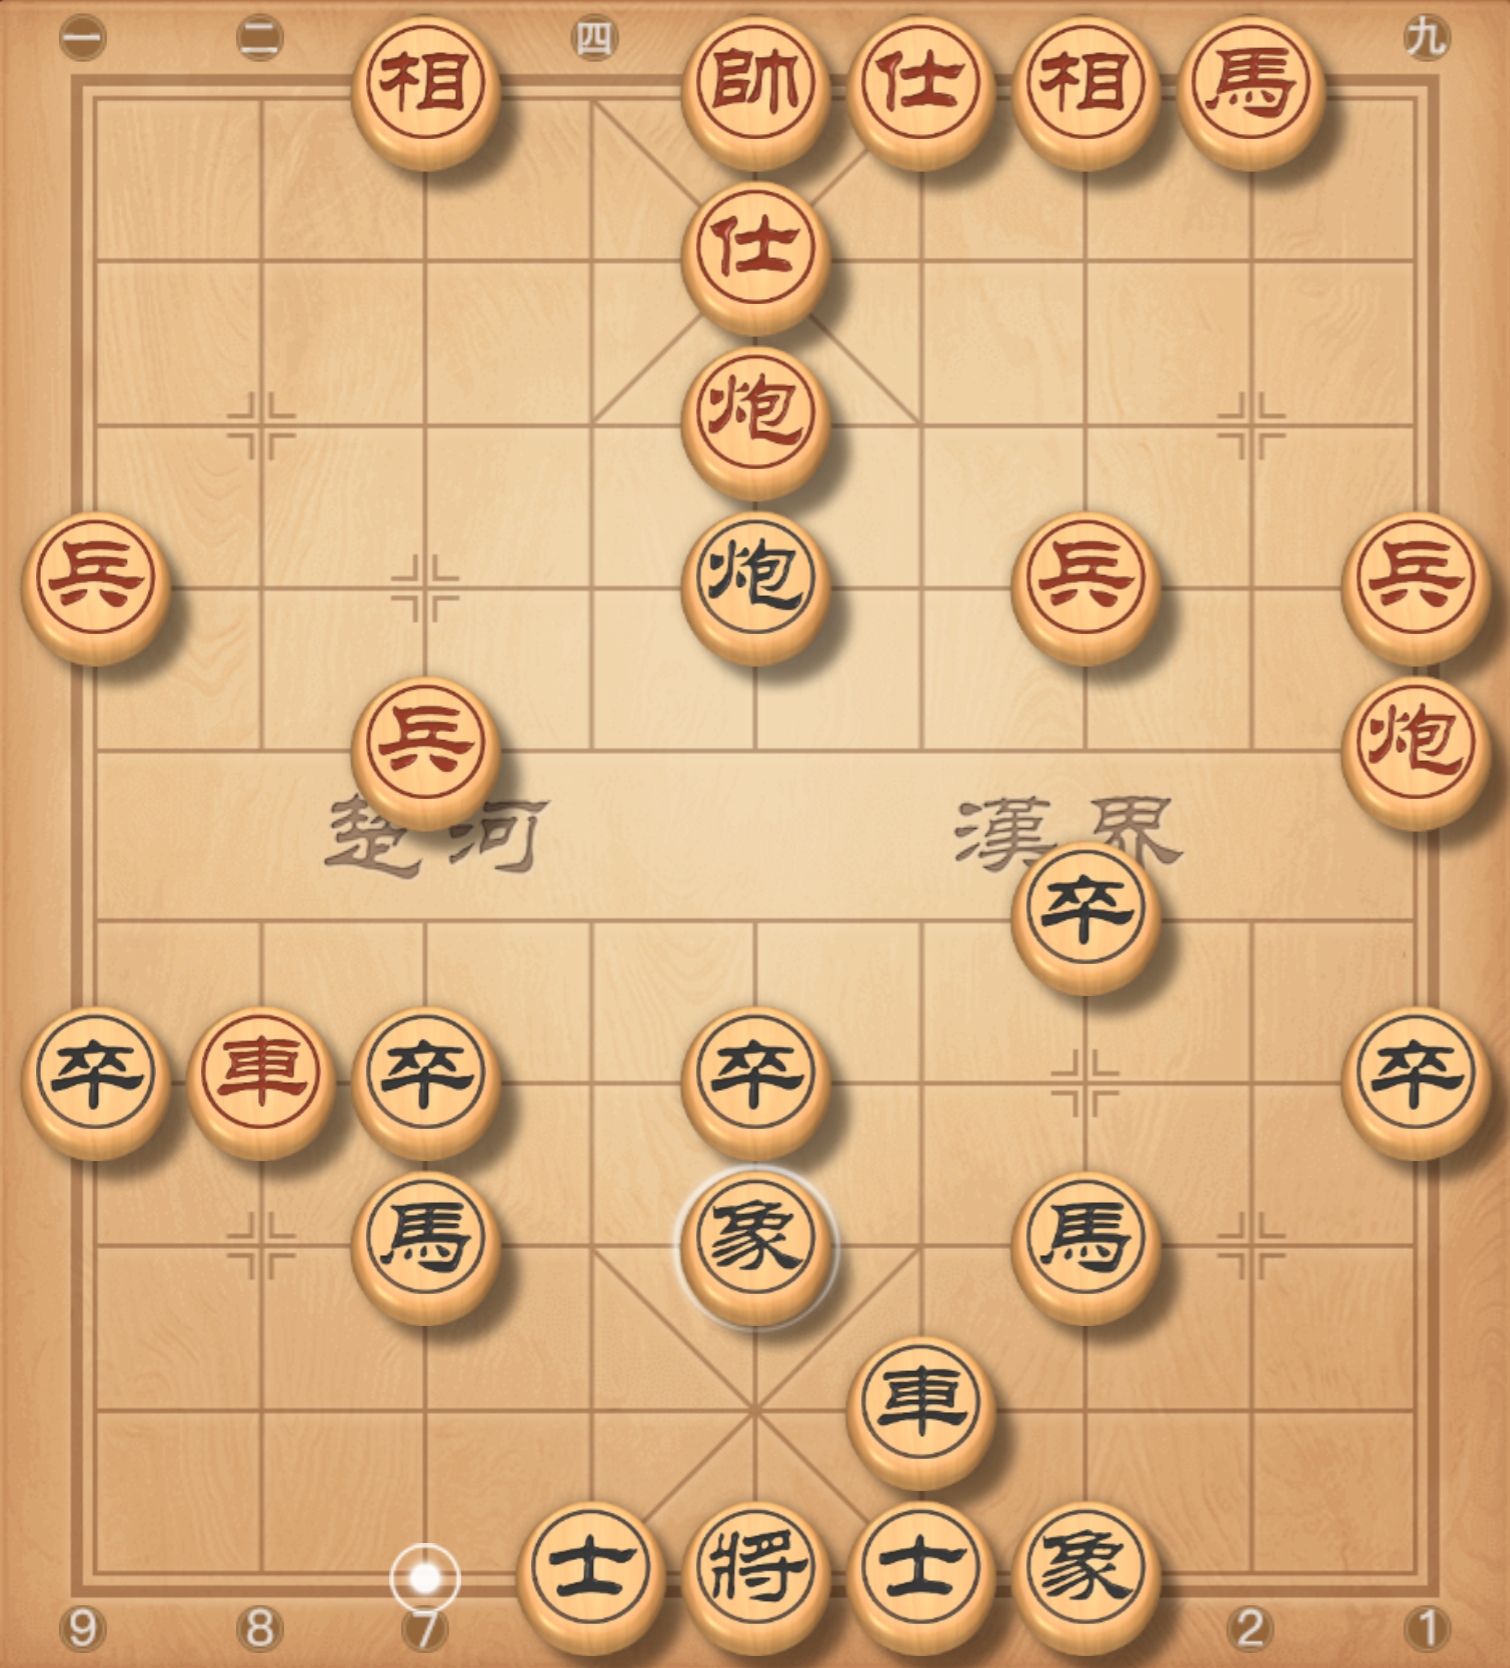 一 二 相 四 帥 仕 相 馬 九
仕
炮
兵 炮 兵 兵
兵 炮
楚河 漢界
卒
卒 車 卒 卒 卒
馬 象 馬
車
士 將 士 象
9 8 7 2 1